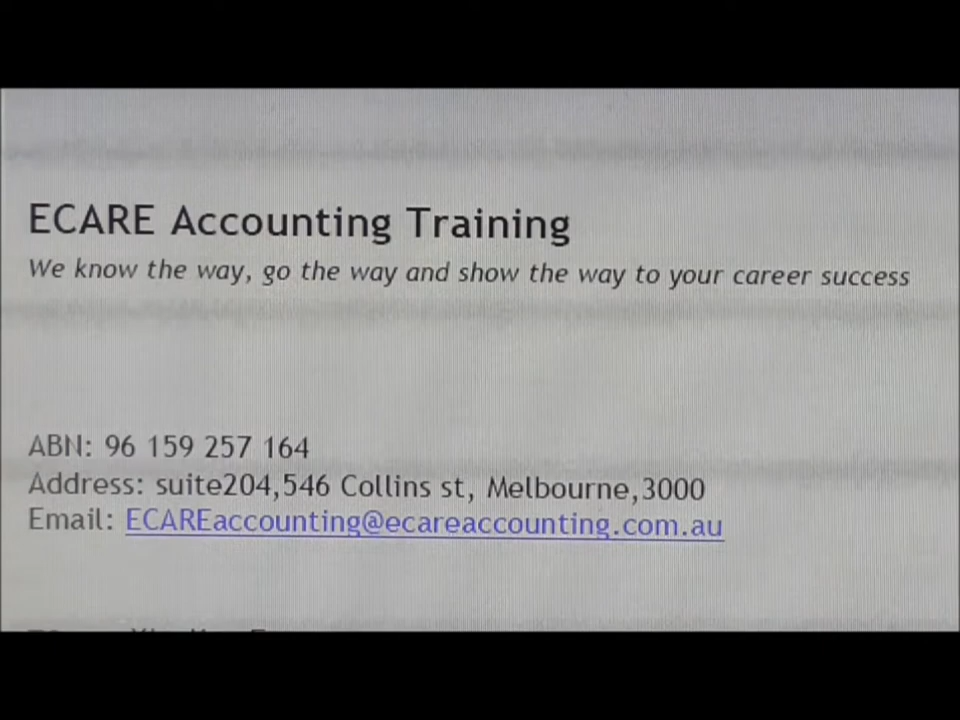 ECARE Accounting Training
We know the way, go the way and show the way to your career success
ABN: 96 159 257 164
Address: suite204,546 Collins st, Melbourne,3000
Email: ECAREaccounting@ecareaccounting.com.au